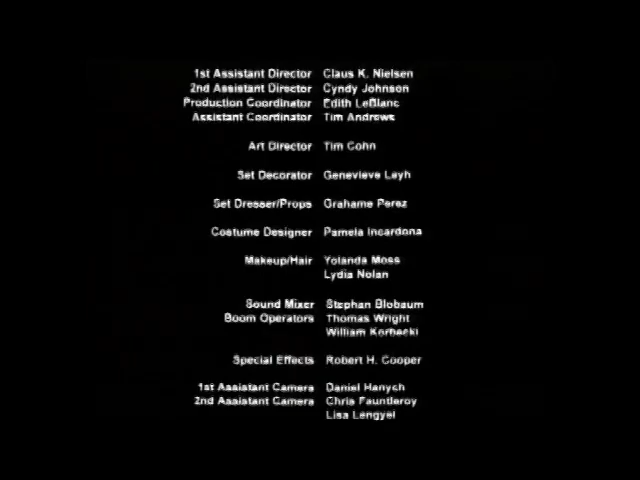 1st Assistant Director Claus K. Nielsen
2nd Assistant Director Cyndy Johnson
Production Coordinator Edith LeBlanc
Assistant Coordinator Tim Andrews
Art Director Tim Cohn
Set Decorator Genevieve Layh
Set Dresser/Props Grahame Perez
Costume Designer Pamela Incardona
Makeup/Hair Yolanda Moss
Lydia Nolan
Sound Mixer Stephan Blobaum
Boom Operators Thomas Wright
William Korbecki
Special Effects Robert H. Cooper
1st Assistant Camera Daniel Hanych
2nd Assistant Camera Chris Fauntleroy
Lisa Lengyel